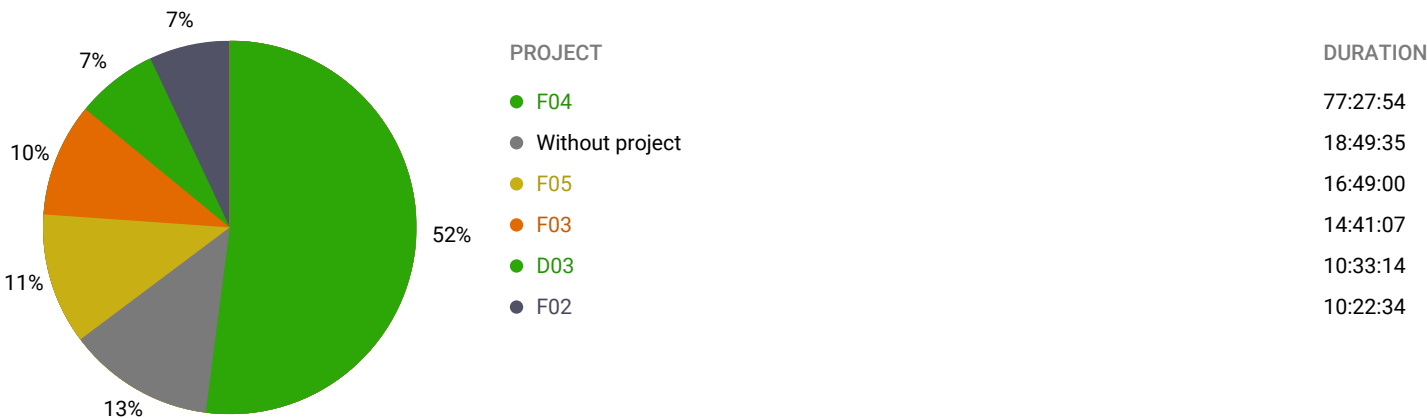 7%
7%
10%
11%
13%
52%
PROJECT DURATION
F04 77:27:54
Without project 18:49:35
F05 16:49:00
F03 14:41:07
D03 10:33:14
F02 10:22:34